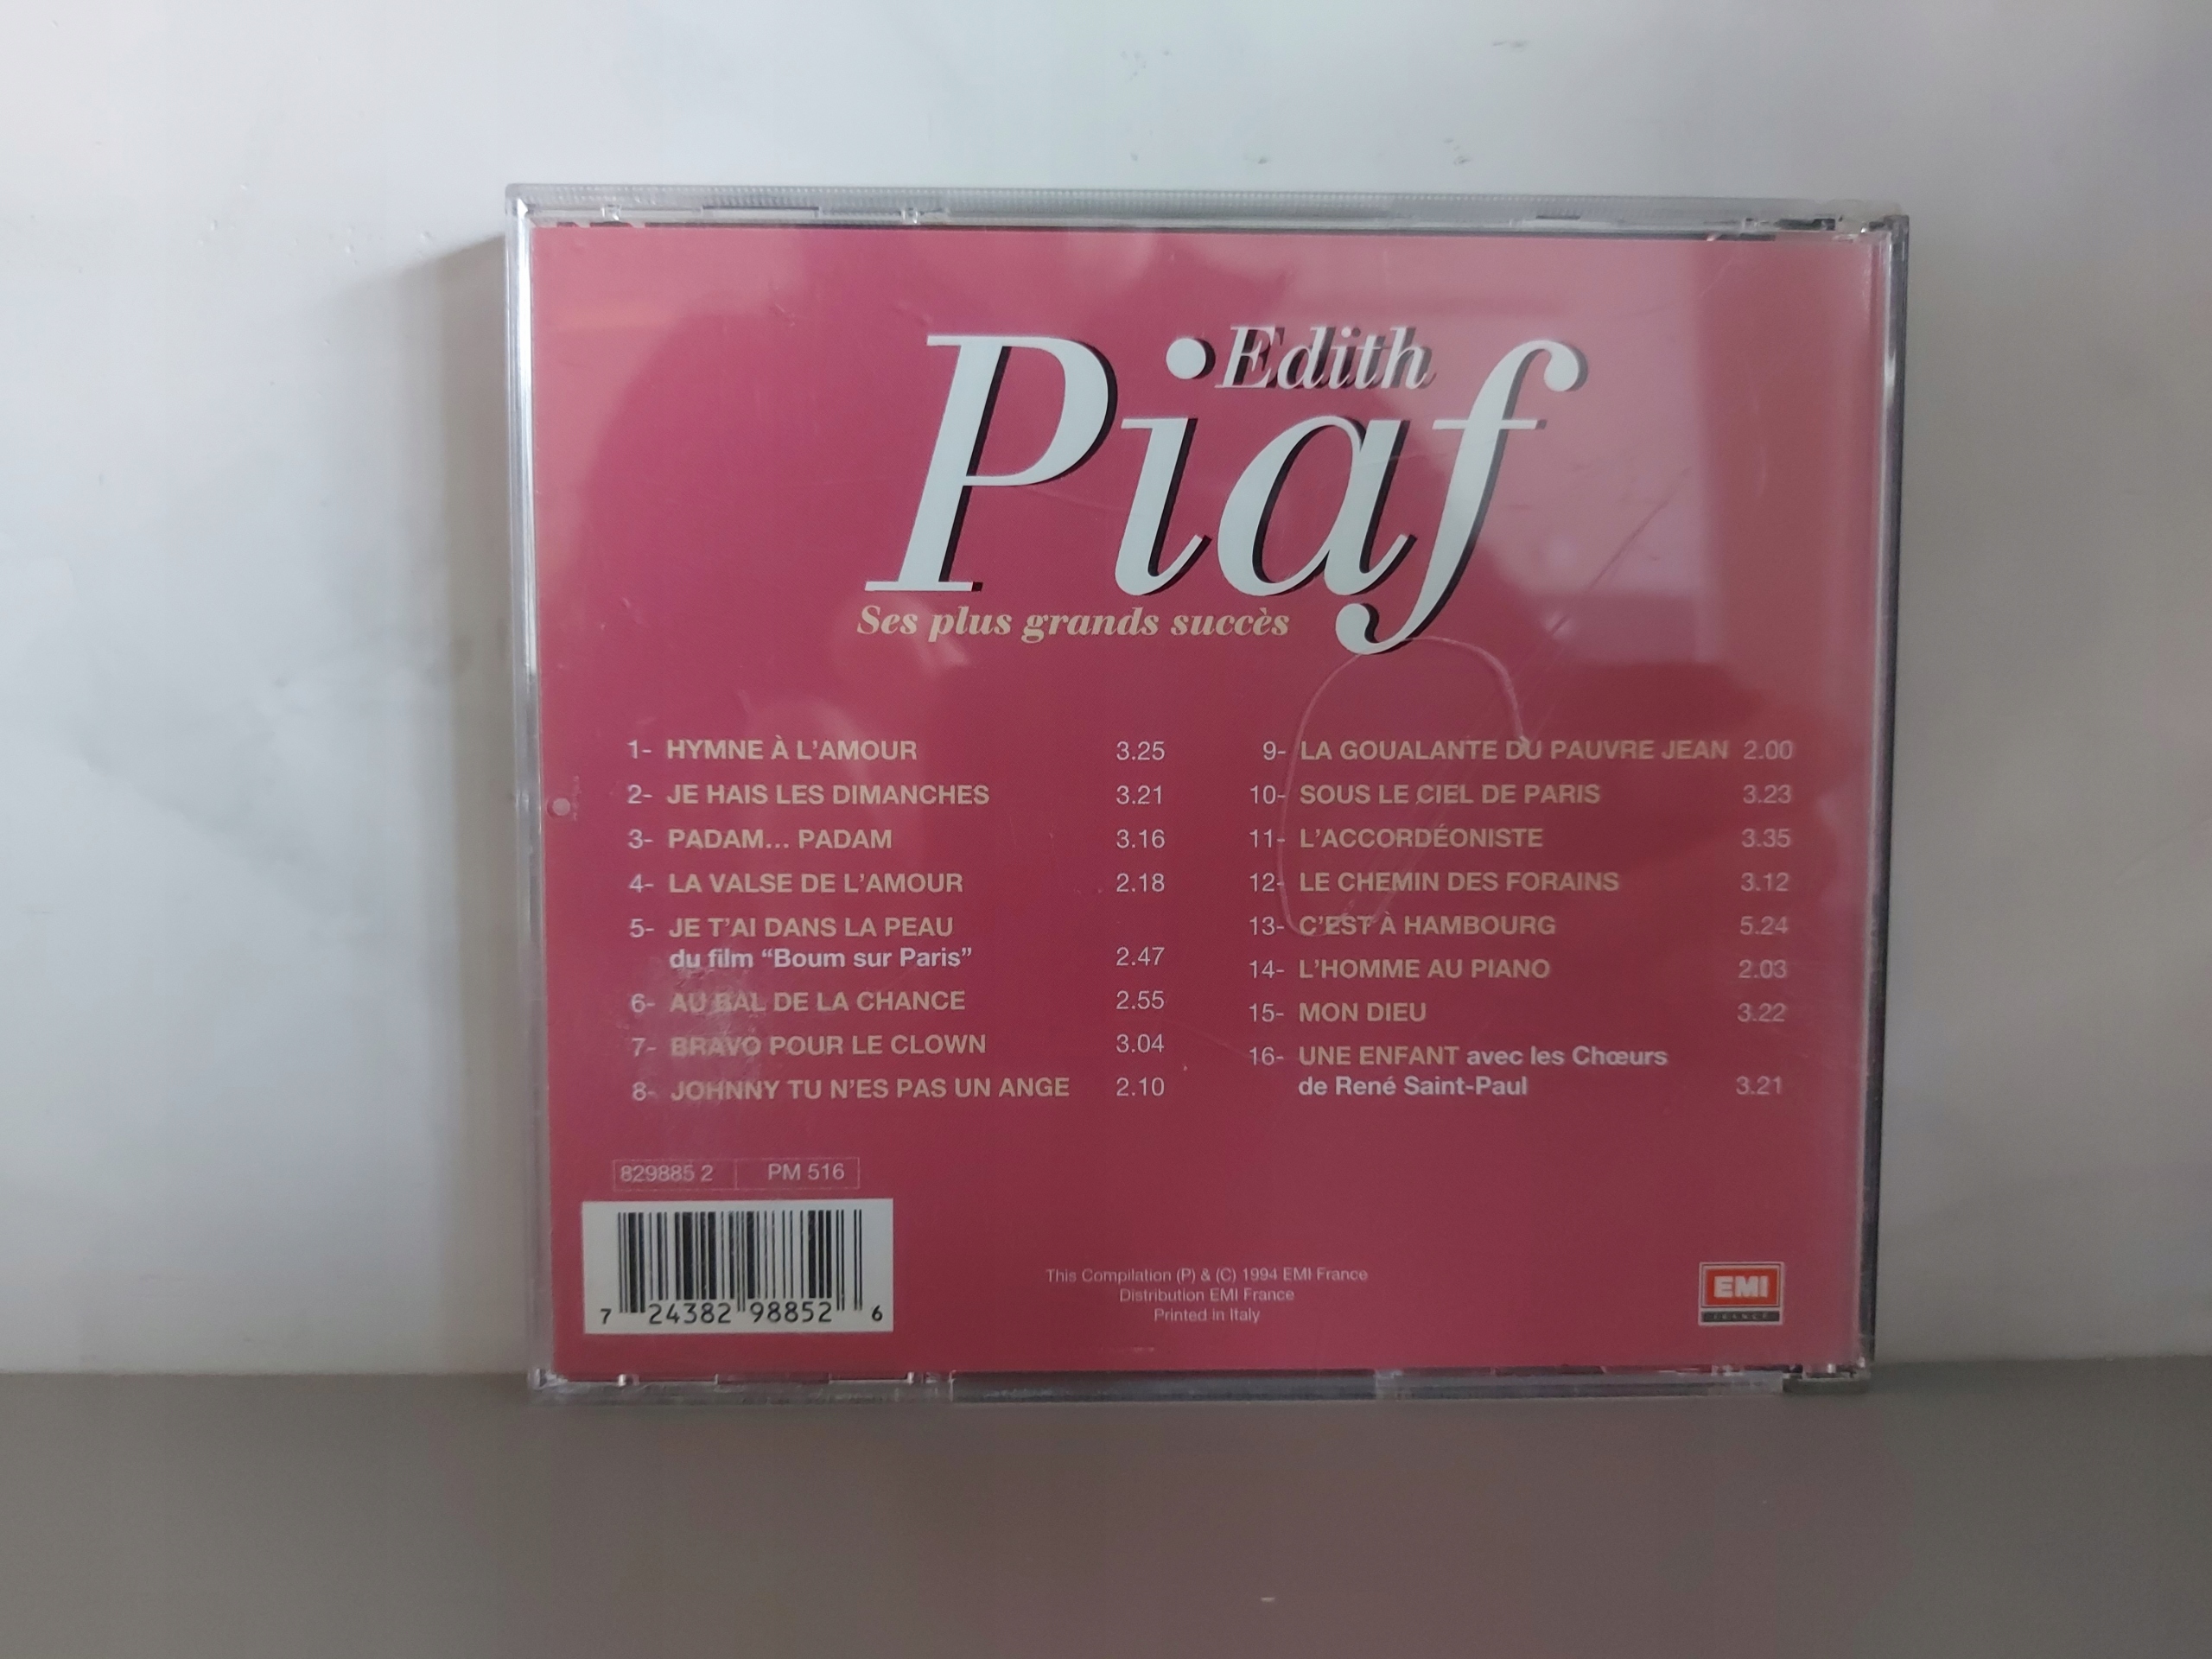 Edith
Piaf
Ses plus grands succès
1- HYMNE À L'AMOUR 3.25
2- JE HAIS LES DIMANCHES 3.21
3- PADAM... PADAM 3.16
4- LA VALSE DE L'AMOUR 2.18
5- JE T'AI DANS LA PEAU
du film “Boum sur Paris” 2.47
6- AU BAL DE LA CHANCE 2.55
7- BRAVO POUR LE CLOWN 3.04
8- JOHNNY TU N'ES PAS UN ANGE 2.10
9- LA GOUALANTE DU PAUVRE JEAN 2.00
10- SOUS LE CIEL DE PARIS 3.23
11- L'ACCORDÉONISTE 3.35
12- LE CHEMIN DES FORAINS 3.12
13- C'EST À HAMBOURG 5.24
14- L'HOMME AU PIANO 2.03
15- MON DIEU 3.22
16- UNE ENFANT avec les Chœurs
de René Saint-Paul 3.21
829885 2 PM 516
7 24382 98852 6
This Compilation (P) & (C) 1994 EMI France
Distribution EMI France
Printed in Italy
EMI
FRANCE